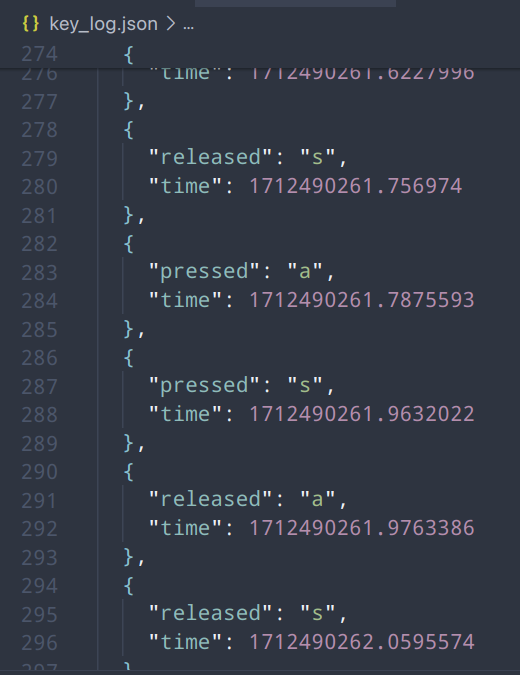 {} key_log.json > ...
274 {
276 "time": 1712490261.6227996
277 },
278 {
279 "released": "s",
280 "time": 1712490261.756974
281 },
282 {
283 "pressed": "a",
284 "time": 1712490261.7875593
285 },
286 {
287 "pressed": "s",
288 "time": 1712490261.9632022
289 },
290 {
291 "released": "a",
292 "time": 1712490261.9763386
293 },
294 {
295 "released": "s",
296 "time": 1712490262.0595574
297 }